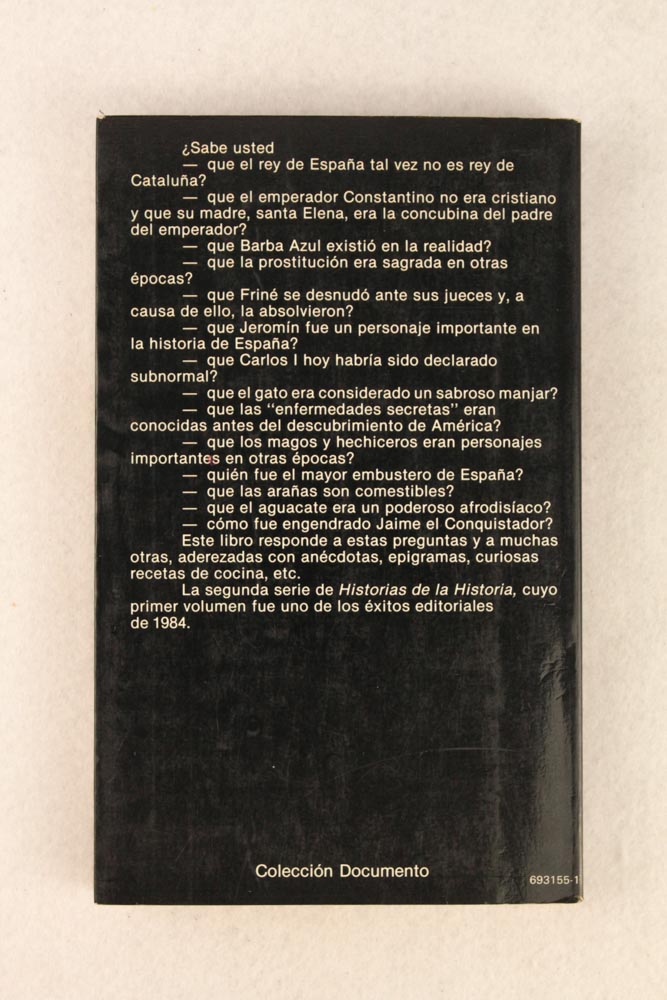 ¿Sabe usted
— que el rey de España tal vez no es rey de
Cataluña?
— que el emperador Constantino no era cristiano
y que su madre, santa Elena, era la concubina del padre
del emperador?
— que Barba Azul existió en la realidad?
— que la prostitución era sagrada en otras
épocas?
— que Friné se desnudó ante sus jueces y, a
causa de ello, la absolvieron?
— que Jeromín fue un personaje importante en
la historia de España?
— que Carlos I hoy habría sido declarado
subnormal?
— que el gato era considerado un sabroso manjar?
— que las "enfermedades secretas" eran
conocidas antes del descubrimiento de América?
— que los magos y hechiceros eran personajes
importantes en otras épocas?
— quién fue el mayor embustero de España?
— que las arañas son comestibles?
— que el aguacate era un poderoso afrodisíaco?
— cómo fue engendrado Jaime el Conquistador?
Este libro responde a estas preguntas y a muchas
otras, aderezadas con anécdotas, epigramas, curiosas
recetas de cocina, etc.
La segunda serie de Historias de la Historia, cuyo
primer volumen fue uno de los éxitos editoriales
de 1984.
Colección Documento
693155-1